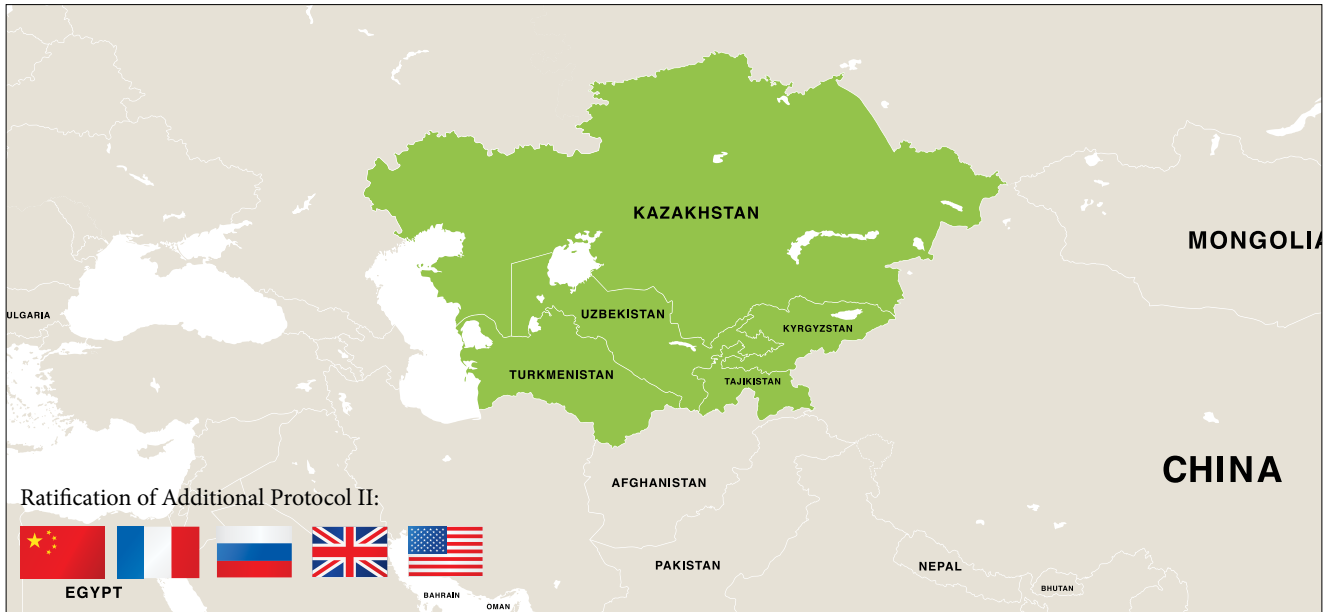 KAZAKHSTAN
MONGOLIA
ULGARIA
UZBEKISTAN
KYRGYZSTAN
TURKMENISTAN
TAJIKISTAN
CHINA
AFGHANISTAN
Ratification of Additional Protocol II:
PAKISTAN
NEPAL
EGYPT
BHUTAN
BAHRAIN
OMAN